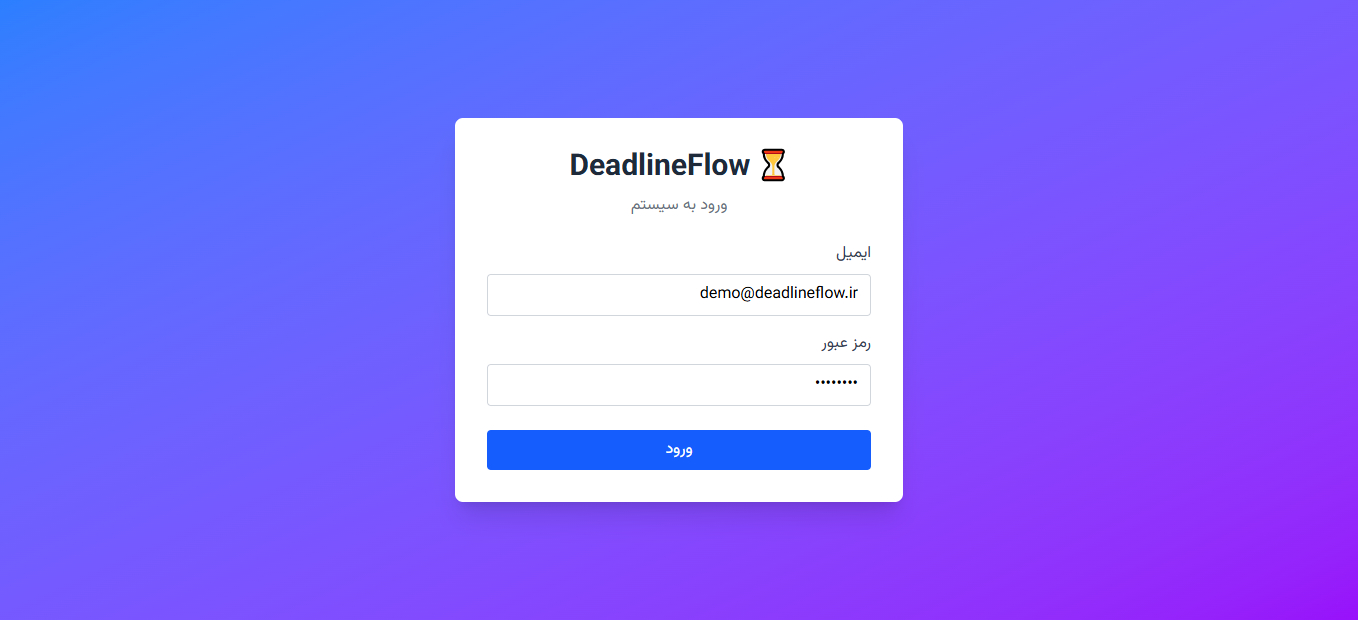 DeadlineFlow ⏳
ورود به سیستم
ایمیل
demo@deadlineflow.ir
رمز عبور
••••••••
ورود